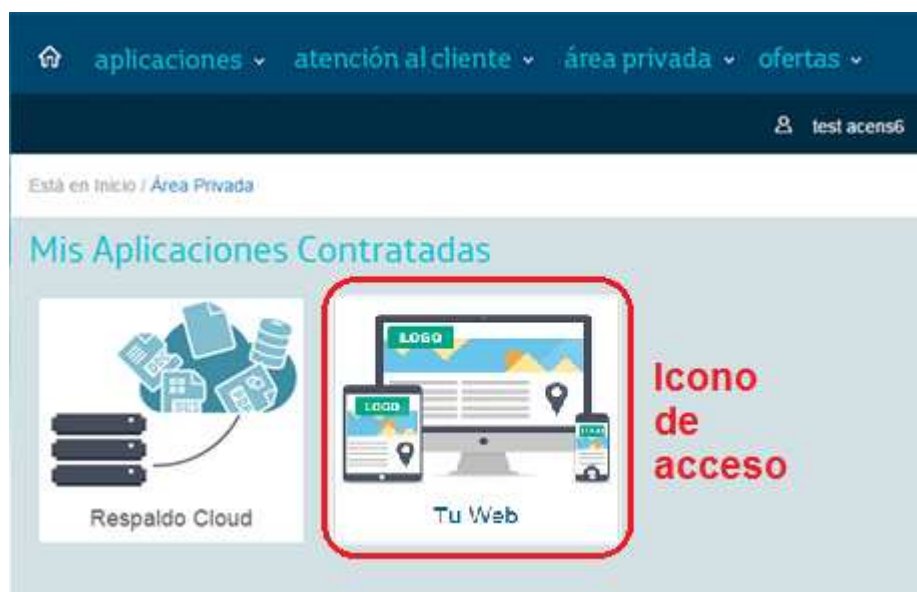 aplicaciones atención al cliente área privada ofertas
test acens6
Está en Inicio / Área Privada
Mis Aplicaciones Contratadas
LOGO
LOGO
Icono
de
acceso
Respaldo Cloud
Tu Web